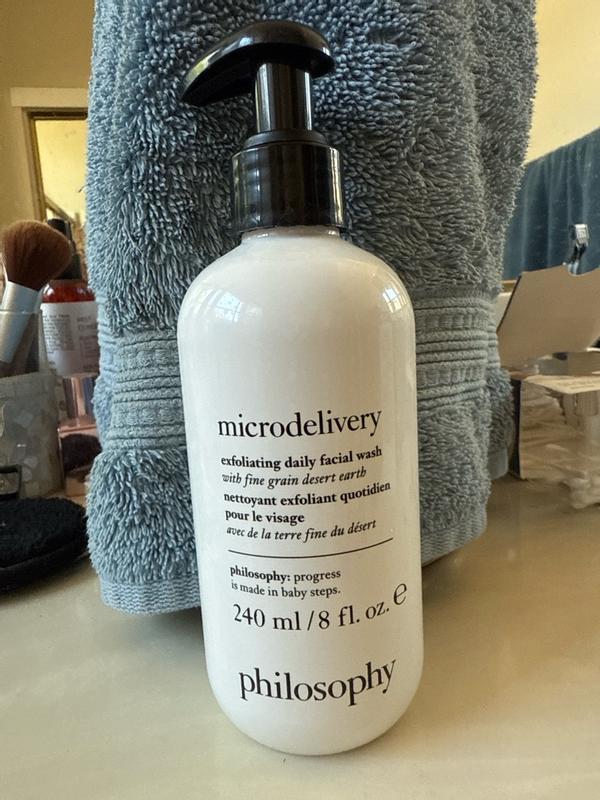 microdelivery
exfoliating daily facial wash
with fine grain desert earth
nettoyant exfoliant quotidien
pour le visage
avec de la terre fine du désert
philosophy: progress
is made in baby steps.
240 ml / 8 fl. oz. e
philosophy